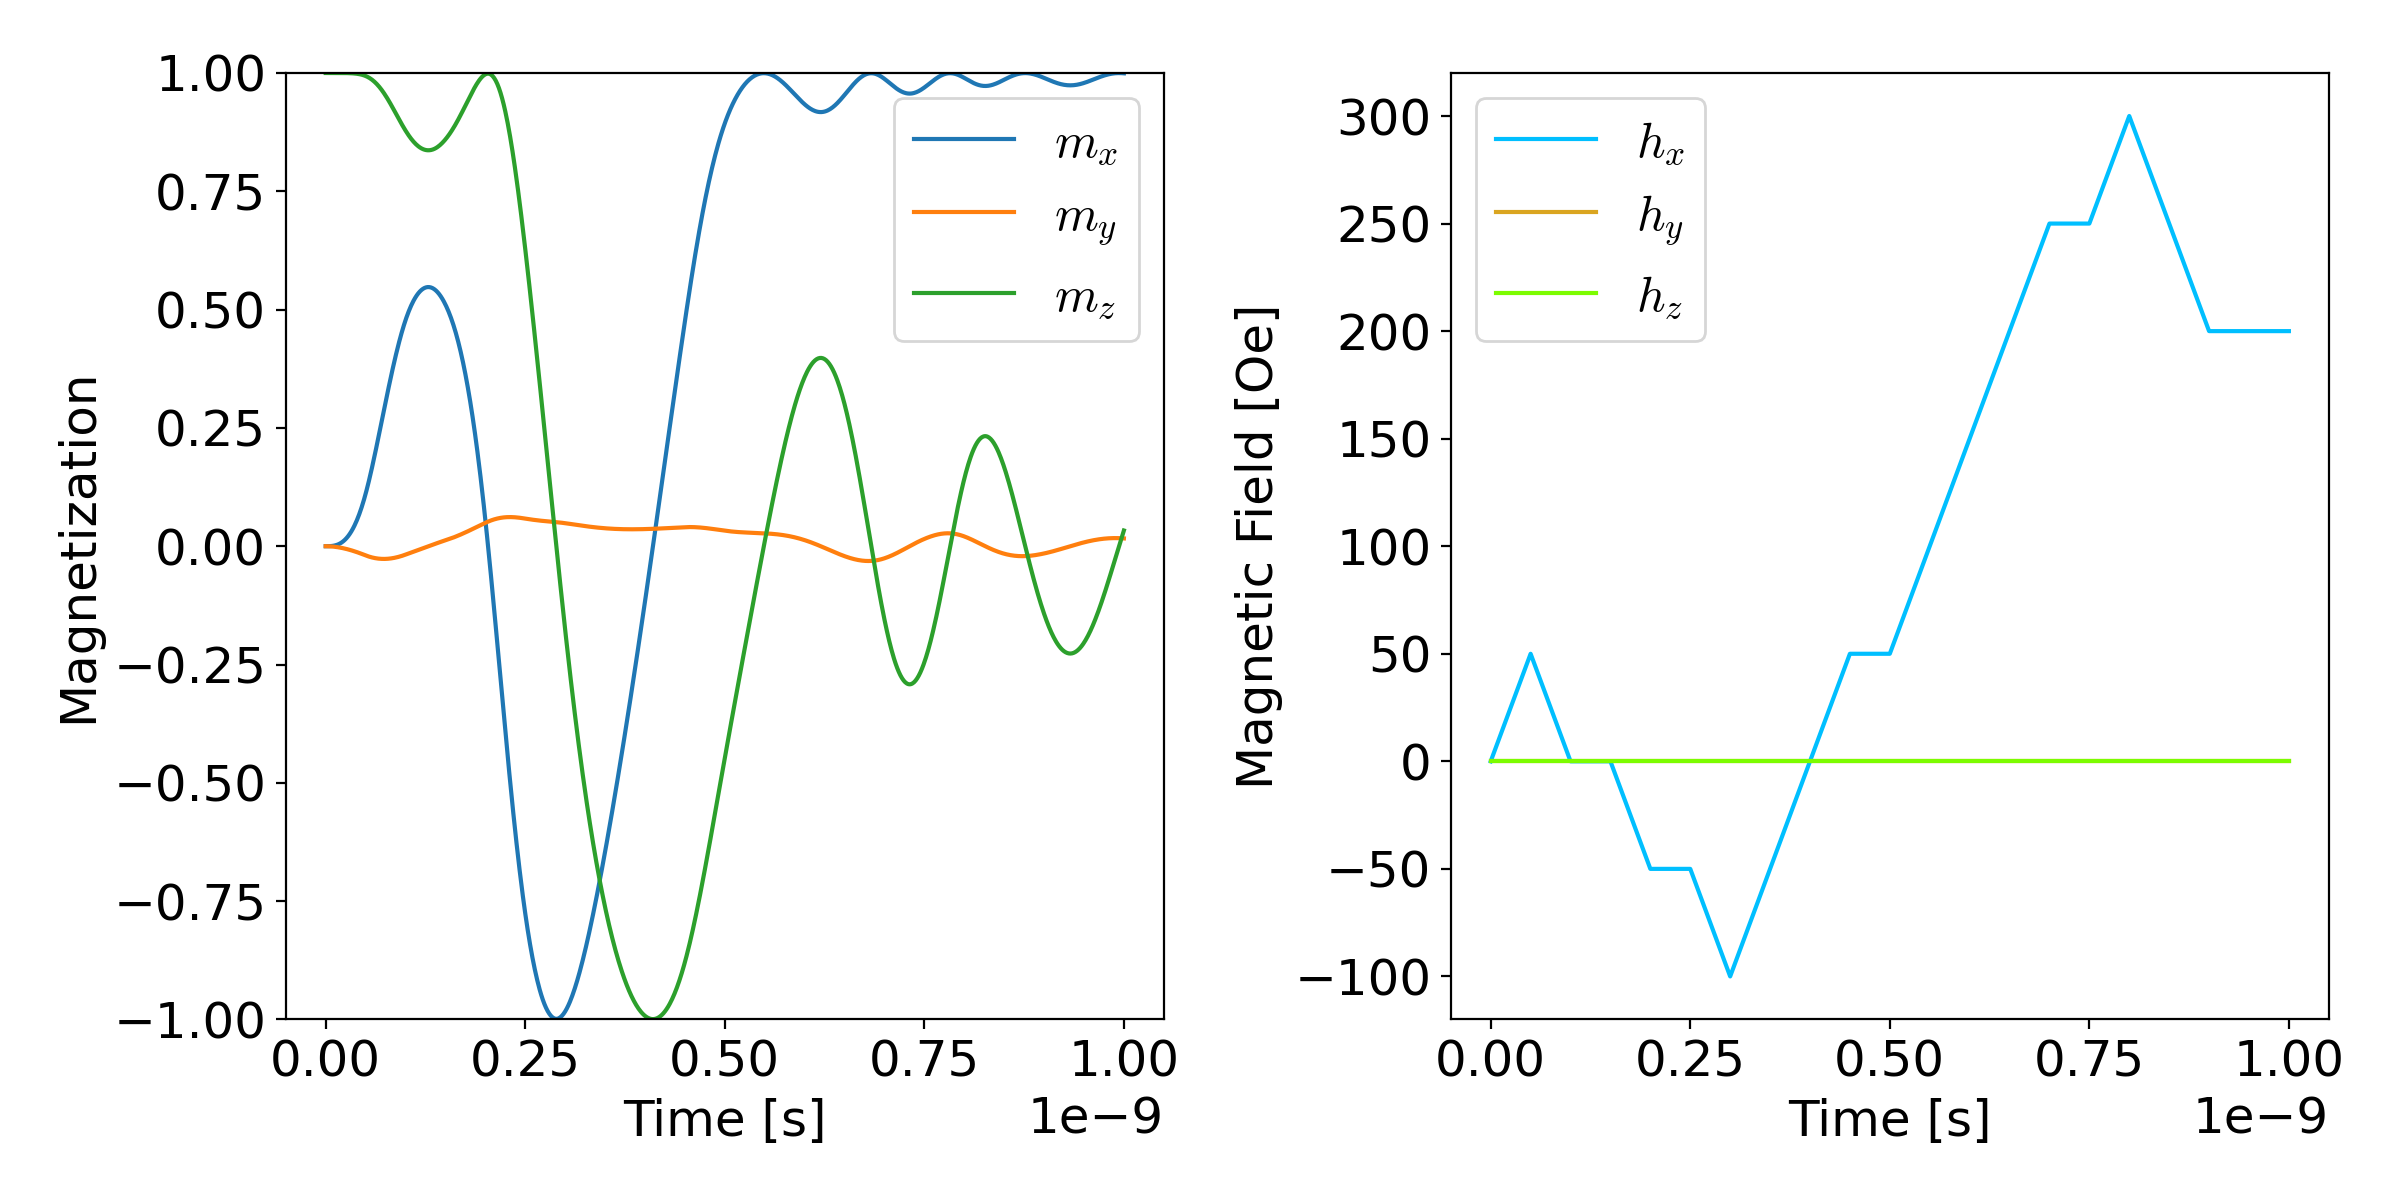 Magnetization
1.00
0.75
0.50
0.25
0.00
−0.25
−0.50
−0.75
−1.00
0.00 0.25 0.50 0.75 1.00
Time [s]
1e−9
m_x
m_y
m_z
Magnetic Field [Oe]
300
250
200
150
100
50
0
−50
−100
0.00 0.25 0.50 0.75 1.00
Time [s]
1e−9
h_x
h_y
h_z